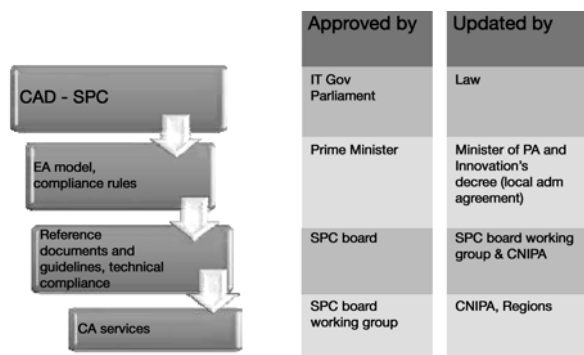 CAD - SPC
EA model,
compliance rules
Reference
documents and
guidelines, technical
compliance
CA services
Approved by
Updated by
IT Gov
Parliament
Law
Prime Minister
Minister of PA and
Innovation's
decree (local adm
agreement)
SPC board
SPC board working
group & CNIPA
SPC board
working group
CNIPA, Regions